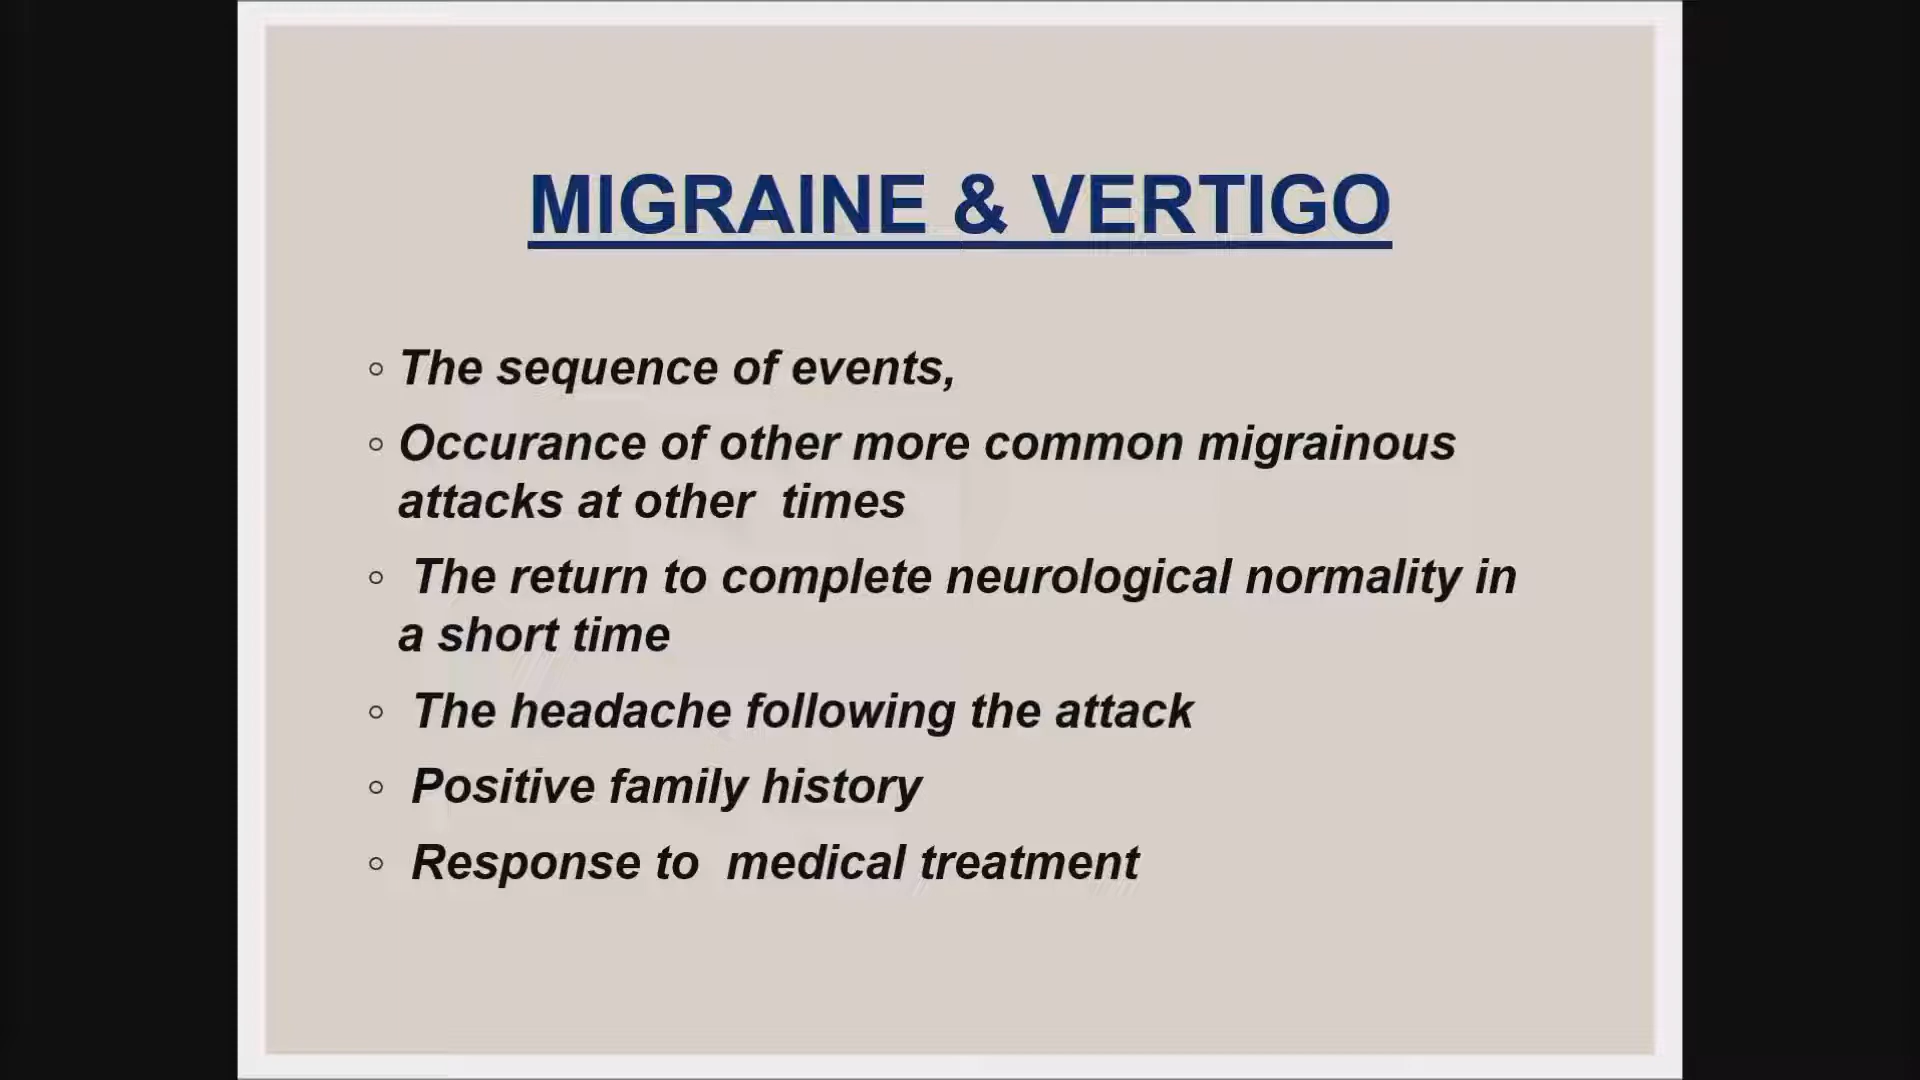 MIGRAINE & VERTIGO
◦ The sequence of events,
◦ Occurance of other more common migrainous
attacks at other times
◦ The return to complete neurological normality in
a short time
◦ The headache following the attack
◦ Positive family history
◦ Response to medical treatment